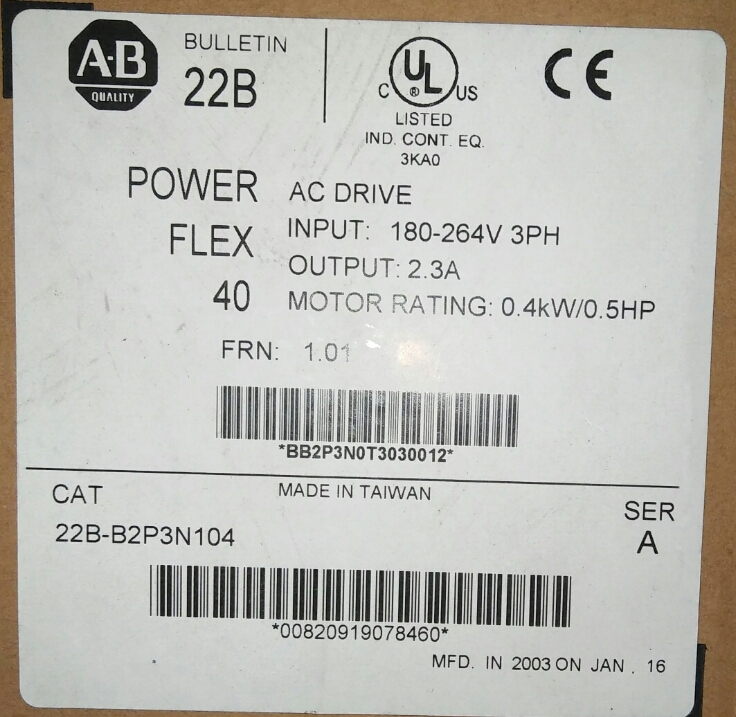 A-B
QUALITY
BULLETIN
22B
C UL ® US
LISTED
IND. CONT. EQ.
3KA0
CE
POWER
FLEX
40
AC DRIVE
INPUT: 180-264V 3PH
OUTPUT: 2.3A
MOTOR RATING: 0.4kW/0.5HP
FRN: 1.01
*BB2P3N0T3030012*
MADE IN TAIWAN
CAT
22B-B2P3N104
SER
A
*00820919078460*
MFD. IN 2003 ON JAN . 16